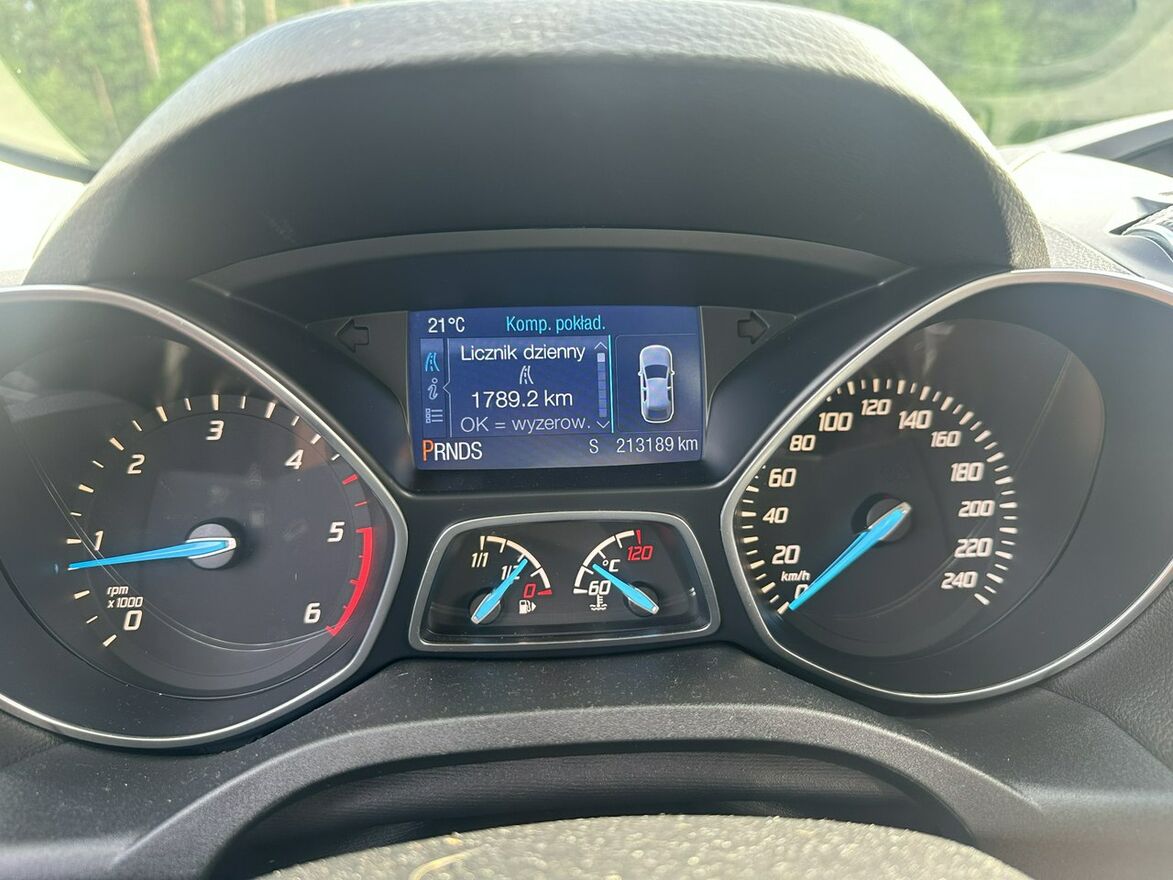 21°C Komp. pokład.
Licznik dzienny
1789.2 km
OK = wyzerow.
PRNDS S 213189 km
0 1 2 3 4 5 6
rpm
x1000
1/1 1/2 0
60 °C 120
0 20 40 60 80 100 120 140 160 180 200 220 240
km/h